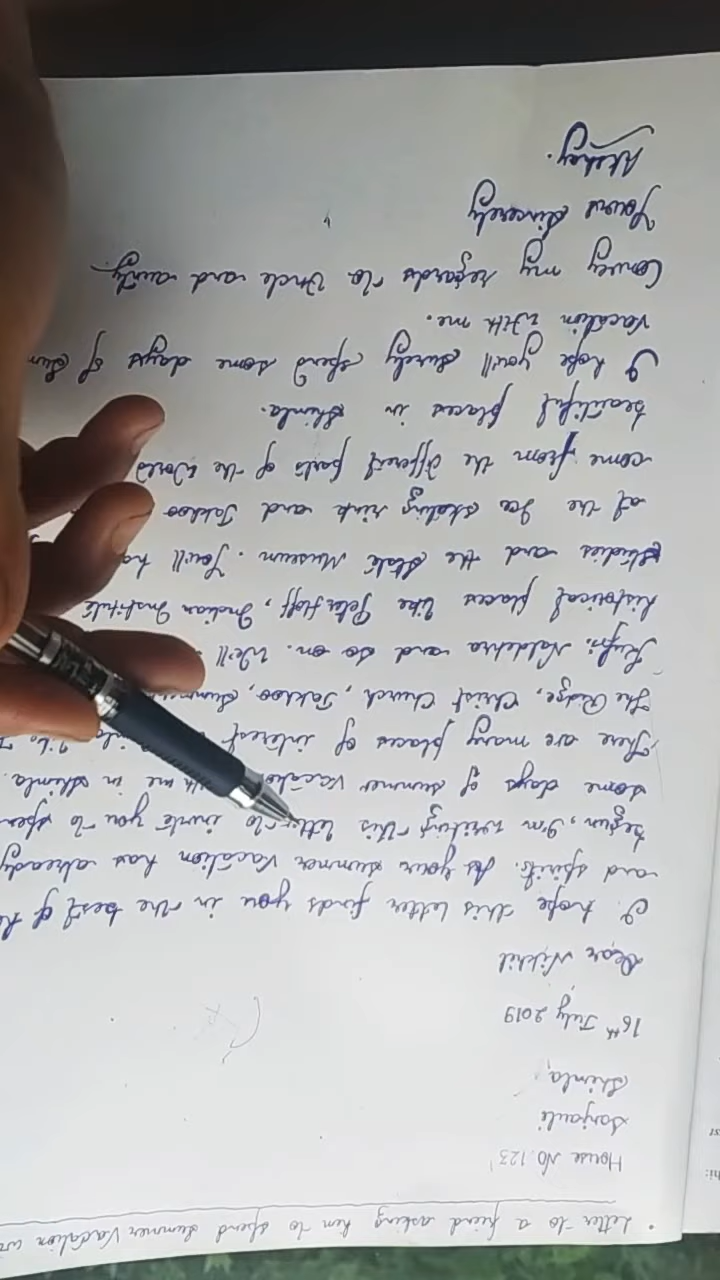 • Letter to a friend asking him to spend summer Vacation
House No. 123
Sanjauli
Shimla,
16th July 2019
Dear Nikhil
I hope this letter finds you in the best of
and spirits. As your summer Vacation has already
begun, I'm writing this letter to invite you to
some days of summer Vacation with me in Shimla.
There are many places of interest
The Ridge, Christ Church, Jakhoo,
Kufri, Naldehra and so on. We'll
historical places like Peterhoff, Indian Institute
Studies and the State Museum. You'll
at the Ice skating rink and Jakhoo
come from the different parts of the World
beautiful places in Shimla.
I hope you'll surely spend some days of
Vacation with me.
Convey my regards to Uncle and aunty.
Yours Sincerely
Akshay.